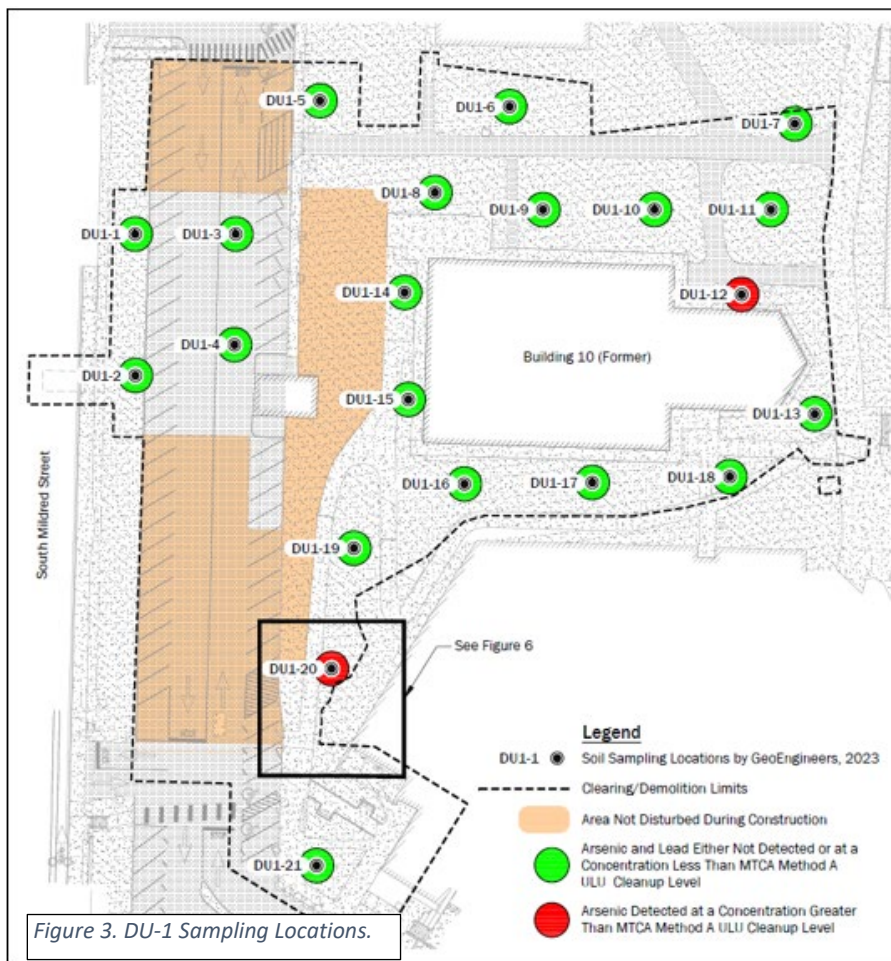 DU1-5
DU1-6
DU1-7
DU1-8
DU1-9
DU1-10
DU1-11
DU1-1
DU1-3
DU1-14
DU1-12
DU1-4
Building 10 (Former)
DU1-2
DU1-15
DU1-13
South Mildred Street
DU1-16
DU1-17
DU1-18
DU1-19
See Figure 6
DU1-20
DU1-21
Legend
DU1-1 Soil Sampling Locations by GeoEngineers, 2023
Clearing/Demolition Limits
Area Not Disturbed During Construction
Arsenic and Lead Either Not Detected or at a
Concentration Less Than MTCA Method A
ULU Cleanup Level
Arsenic Detected at a Concentration Greater
Than MTCA Method A ULU Cleanup Level
Figure 3. DU-1 Sampling Locations.